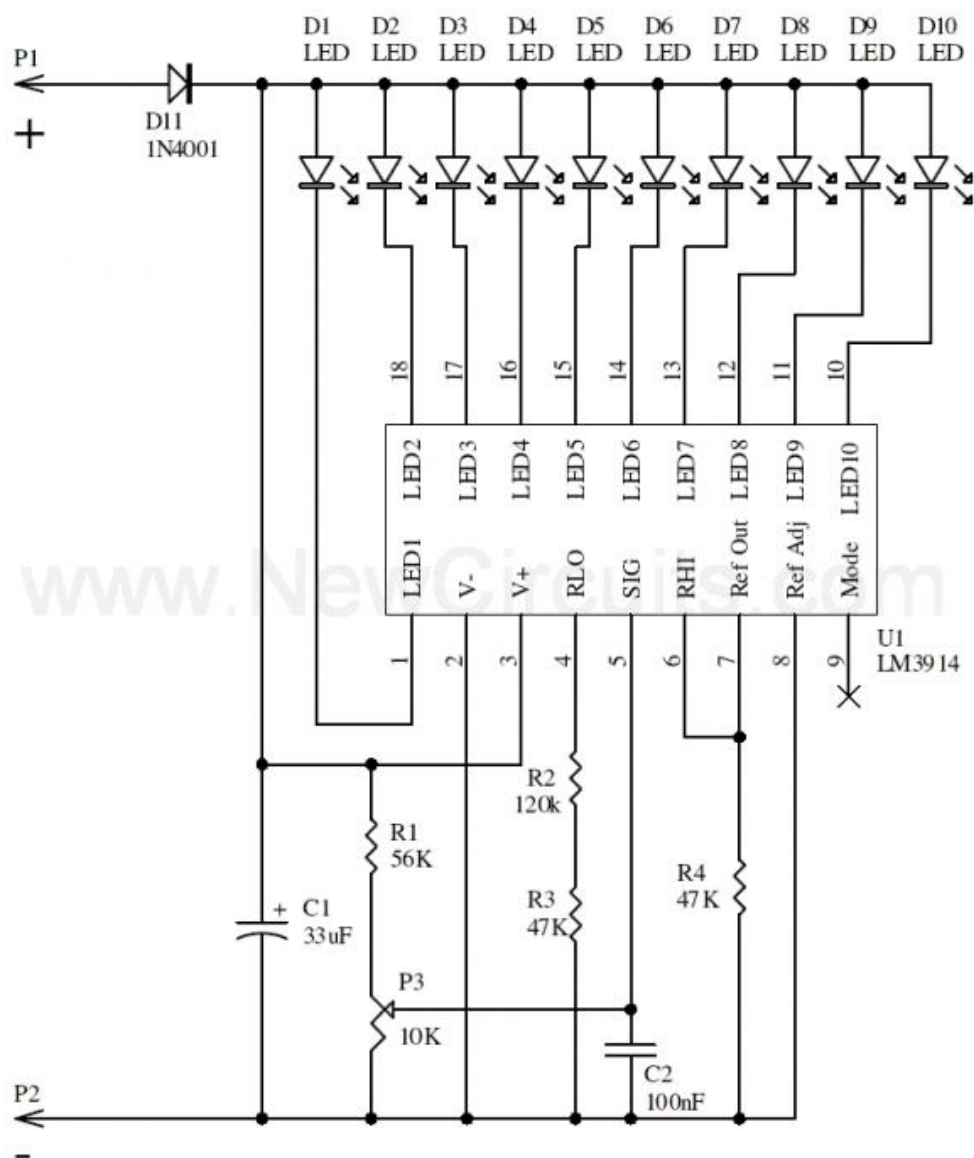 D1 D2 D3 D4 D5 D6 D7 D8 D9 D10
LED LED LED LED LED LED LED LED LED LED
P1
+
D11
1N4001
18 17 16 15 14 13 12 11 10
LED2 LED3 LED4 LED5 LED6 LED7 LED8 LED9 LED10
LED1 V- V+ RLO SIG RHI Ref Out Ref Adj Mode
www.NewCircuits.com
1 2 3 4 5 6 7 8 9
U1
LM3914
R2
120k
R1
56K
R3
47K
R4
47K
+ C1
33uF
P3
10K
C2
100nF
P2
-